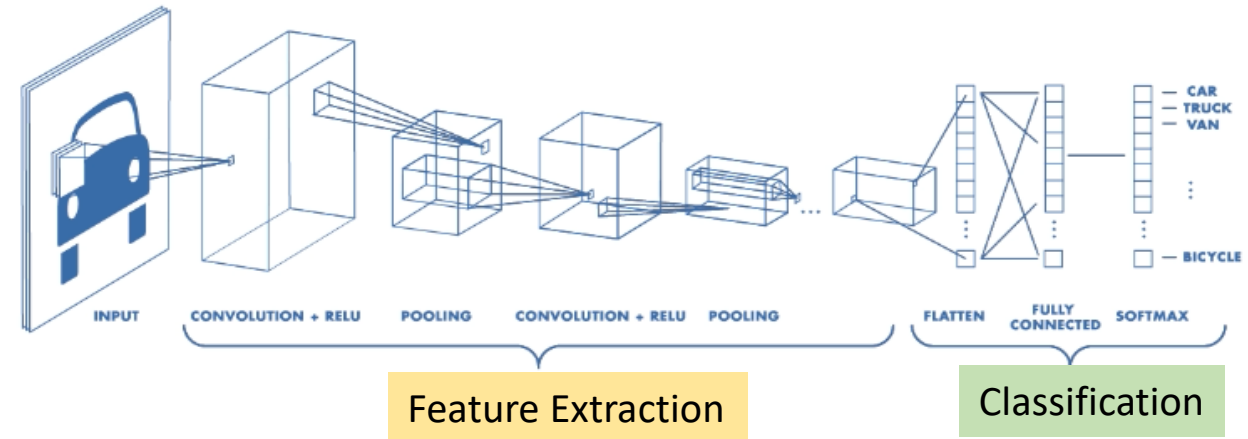 CAR
TRUCK
VAN
BICYCLE
INPUT
CONVOLUTION + RELU
POOLING
CONVOLUTION + RELU
POOLING
FLATTEN
FULLY
CONNECTED
SOFTMAX
Feature Extraction
Classification